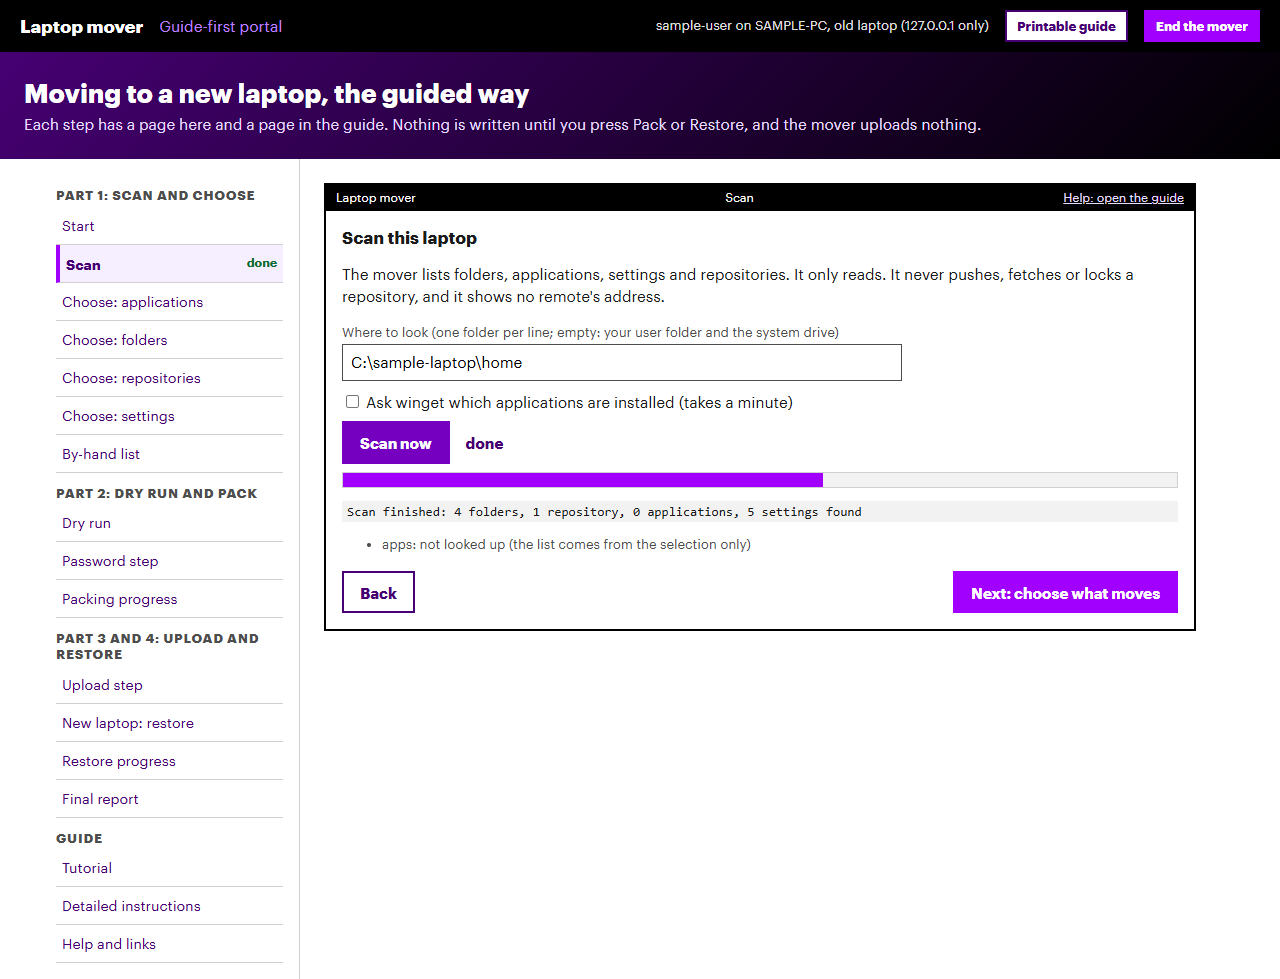 Laptop mover Guide-first portal
sample-user on SAMPLE-PC, old laptop (127.0.0.1 only)
Printable guide
End the mover
Moving to a new laptop, the guided way
Each step has a page here and a page in the guide. Nothing is written until you press Pack or Restore, and the mover uploads nothing.
PART 1: SCAN AND CHOOSE
Start
Scan done
Choose: applications
Choose: folders
Choose: repositories
Choose: settings
By-hand list
PART 2: DRY RUN AND PACK
Dry run
Password step
Packing progress
PART 3 AND 4: UPLOAD AND
RESTORE
Upload step
New laptop: restore
Restore progress
Final report
GUIDE
Tutorial
Detailed instructions
Help and links
Laptop mover Scan Help: open the guide
Scan this laptop
The mover lists folders, applications, settings and repositories. It only reads. It never pushes, fetches or locks a
repository, and it shows no remote's address.
Where to look (one folder per line; empty: your user folder and the system drive)
C:\sample-laptop\home
Ask winget which applications are installed (takes a minute)
Scan now done
Scan finished: 4 folders, 1 repository, 0 applications, 5 settings found
• apps: not looked up (the list comes from the selection only)
Back
Next: choose what moves